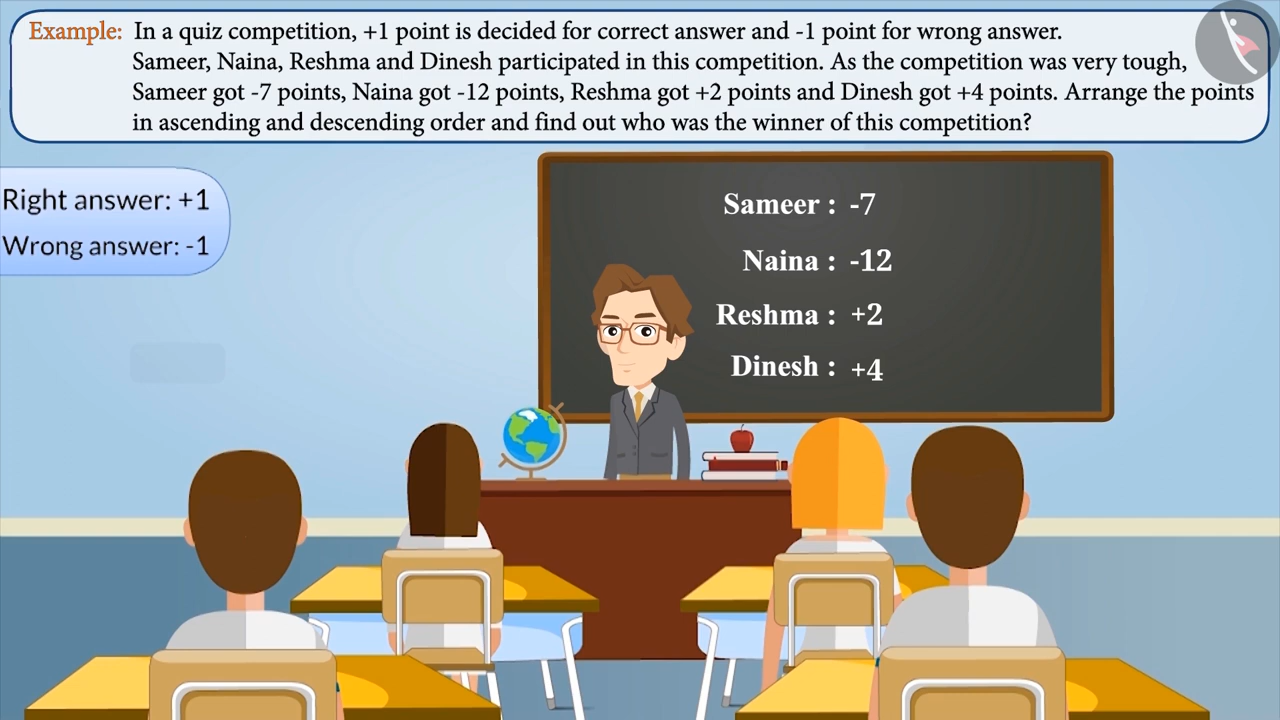 Example: In a quiz competition, +1 point is decided for correct answer and -1 point for wrong answer.
Sameer, Naina, Reshma and Dinesh participated in this competition. As the competition was very tough,
Sameer got -7 points, Naina got -12 points, Reshma got +2 points and Dinesh got +4 points. Arrange the points
in ascending and descending order and find out who was the winner of this competition?
Right answer: +1
Wrong answer: -1
Sameer : -7
Naina : -12
Reshma : +2
Dinesh : +4